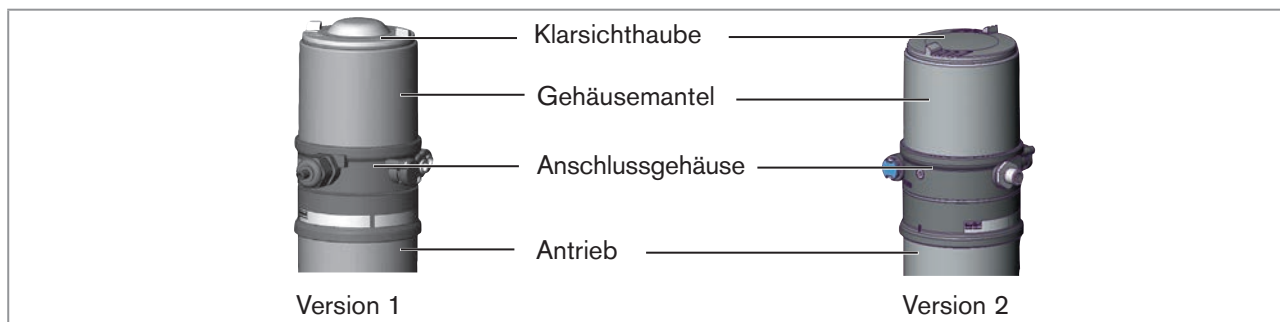 Klarsichthaube
Gehäusemantel
Anschlussgehäuse
Antrieb
Version 1
Version 2